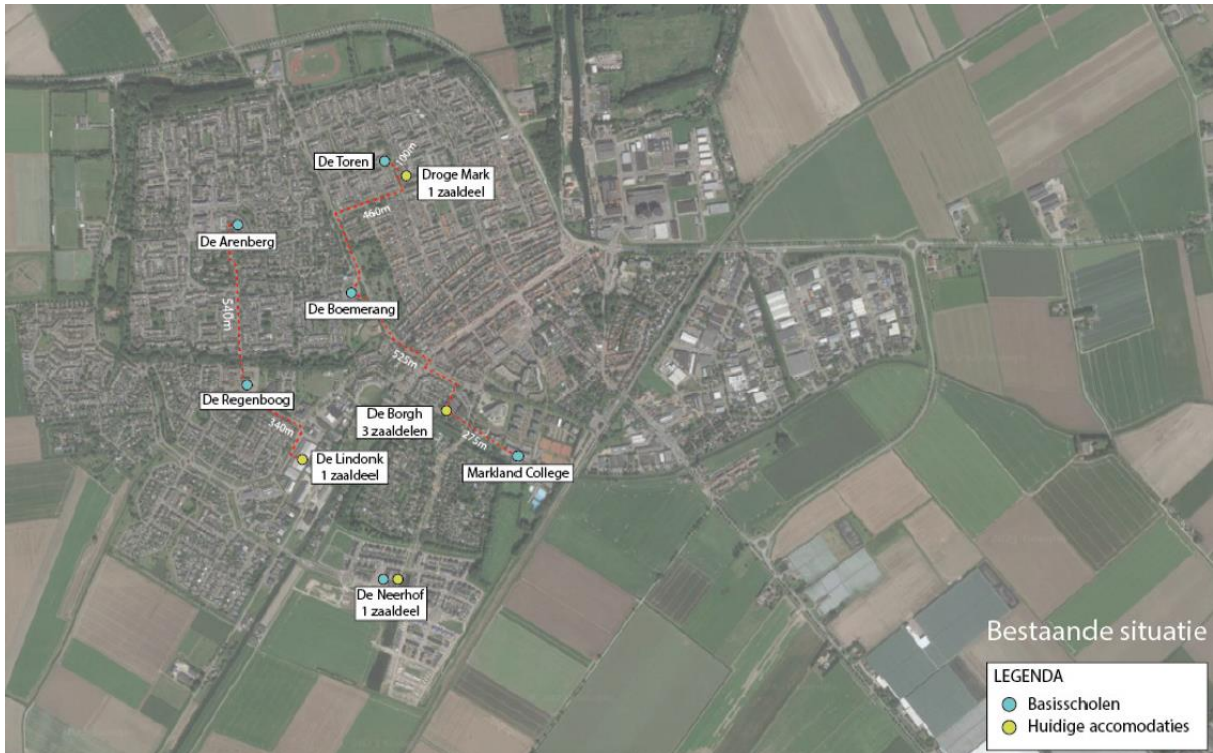 De Toren
100m
Droge Mark
1 zaaldeel
460m
De Arenberg
De Boemerang
540m
525m
De Regenboog
De Borgh
3 zaaldelen
340m
275m
De Lindonk
1 zaaldeel
Markland College
De Neerhof
1 zaaldeel
Bestaande situatie
LEGENDA
Basisscholen
Huidige accomodaties